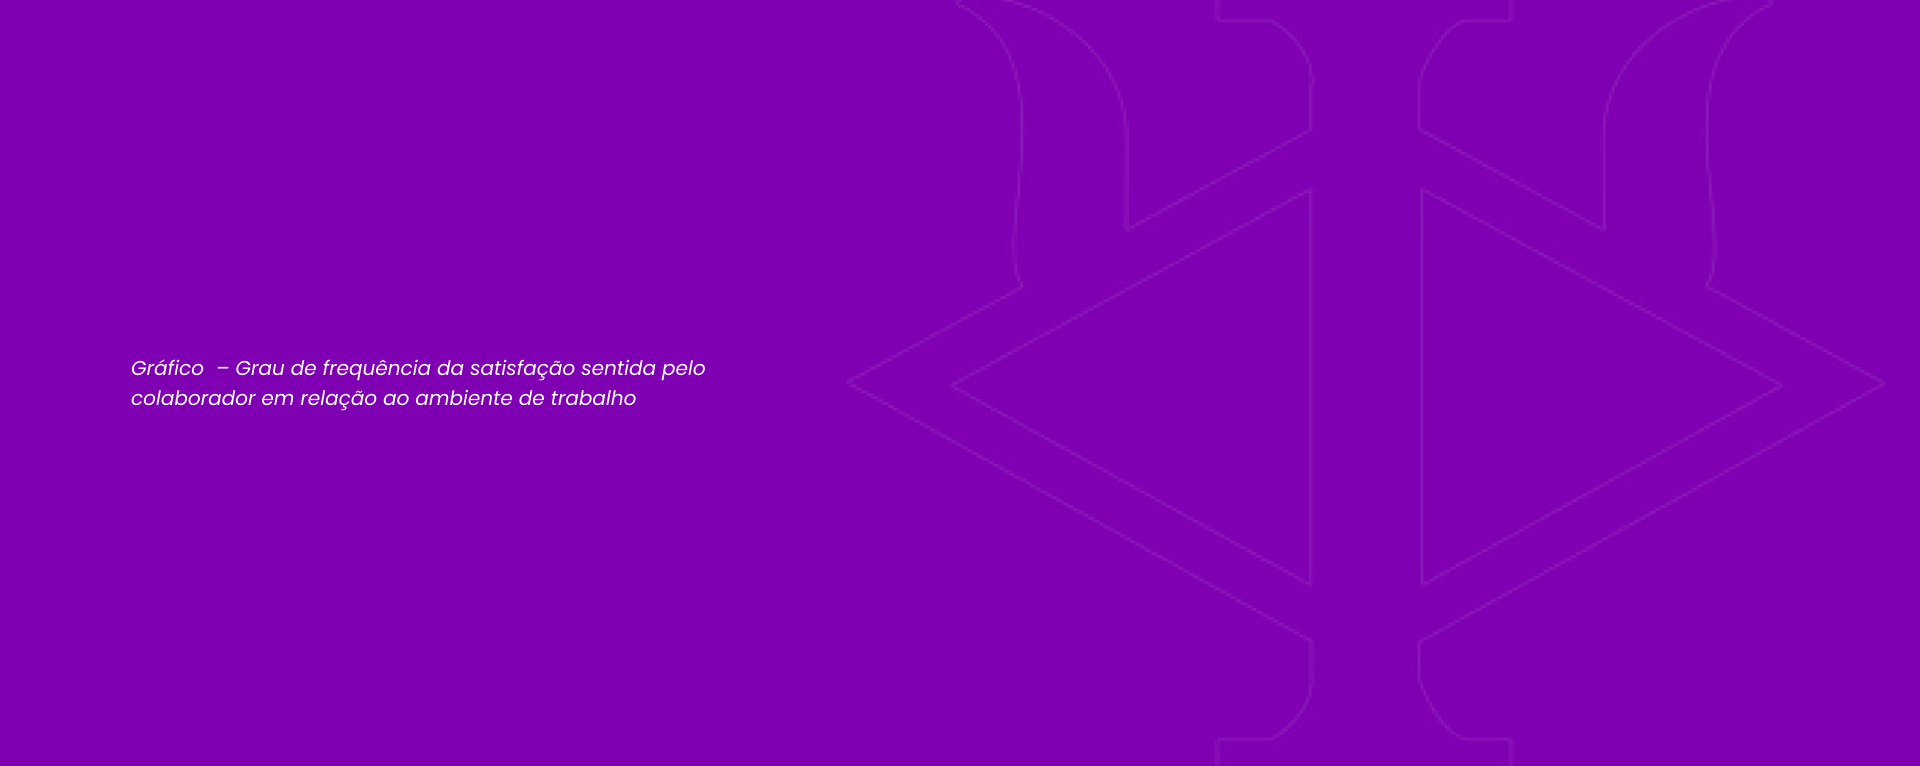 Gráfico  – Grau de frequência da satisfação sentida pelo
colaborador em relação ao ambiente de trabalho